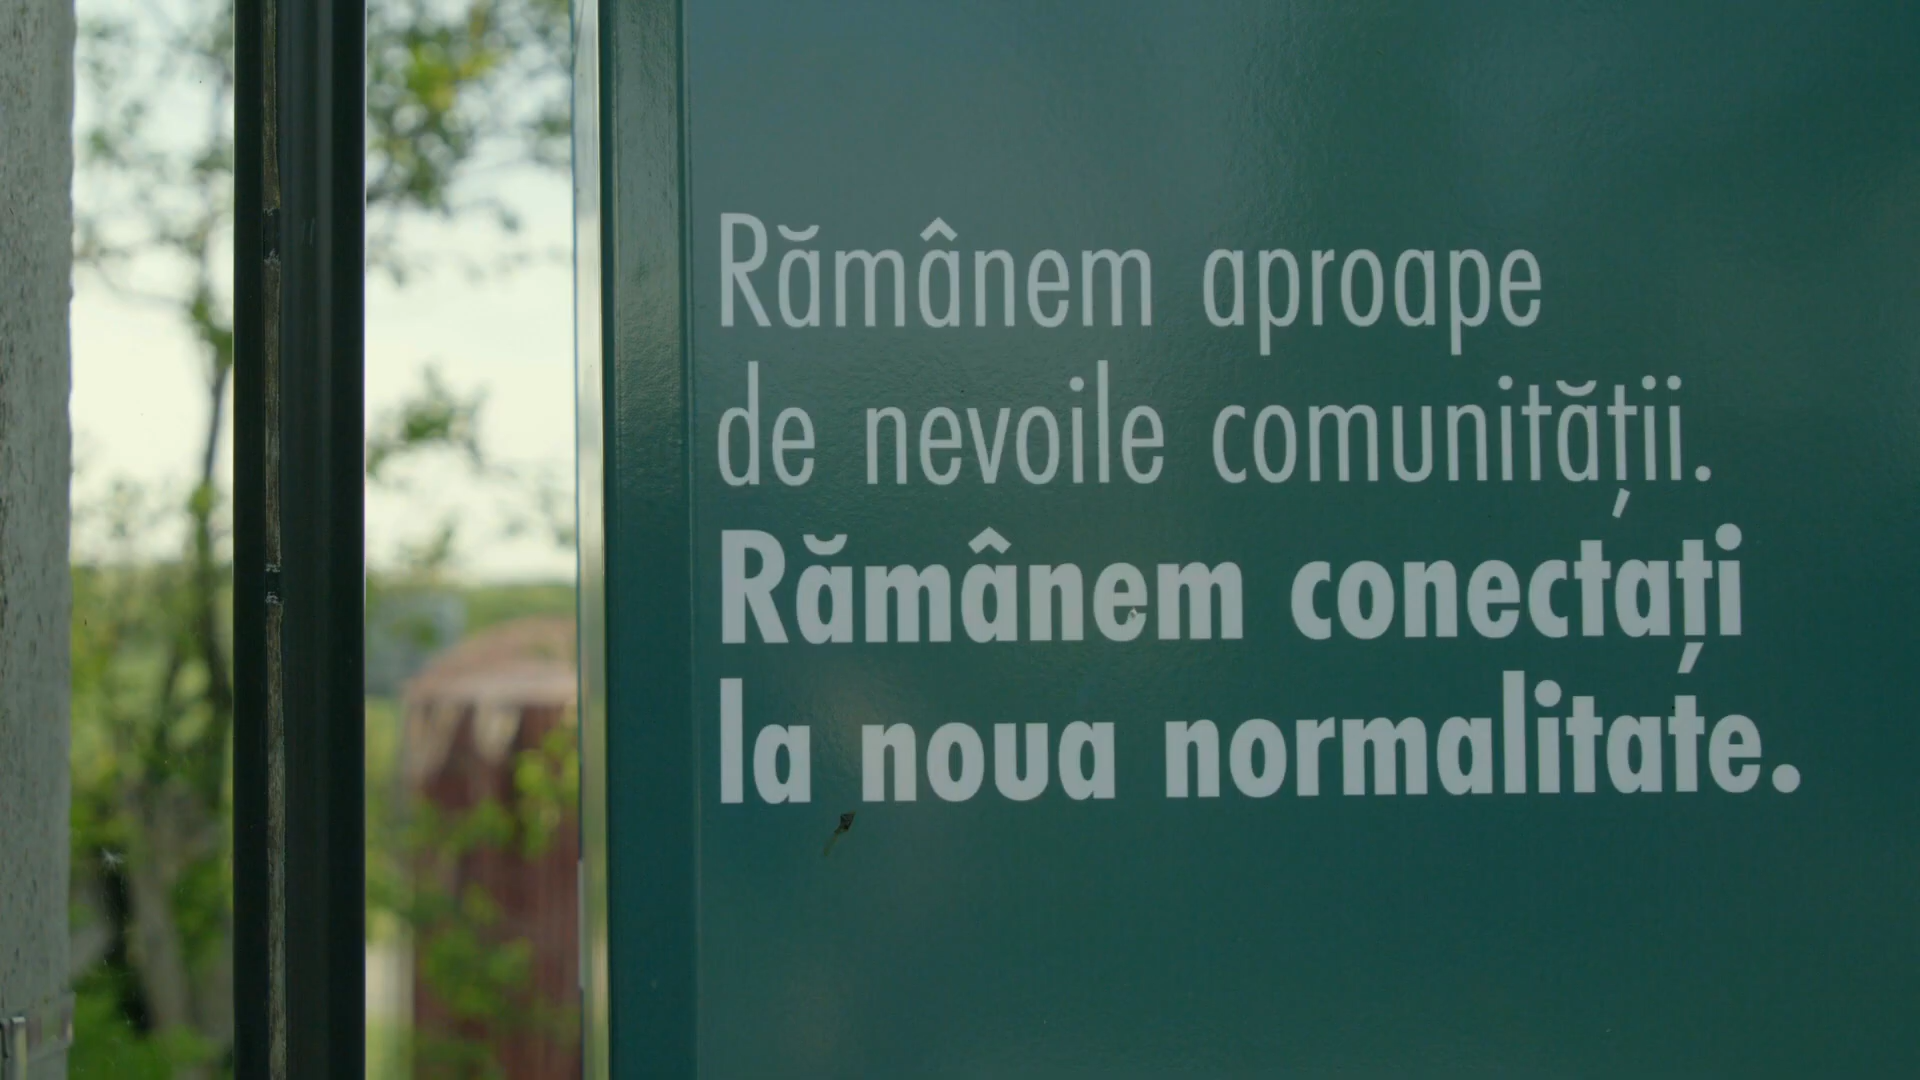 Rămânem aproape
de nevoile comunității.
Rămânem conectați
la noua normalitate.